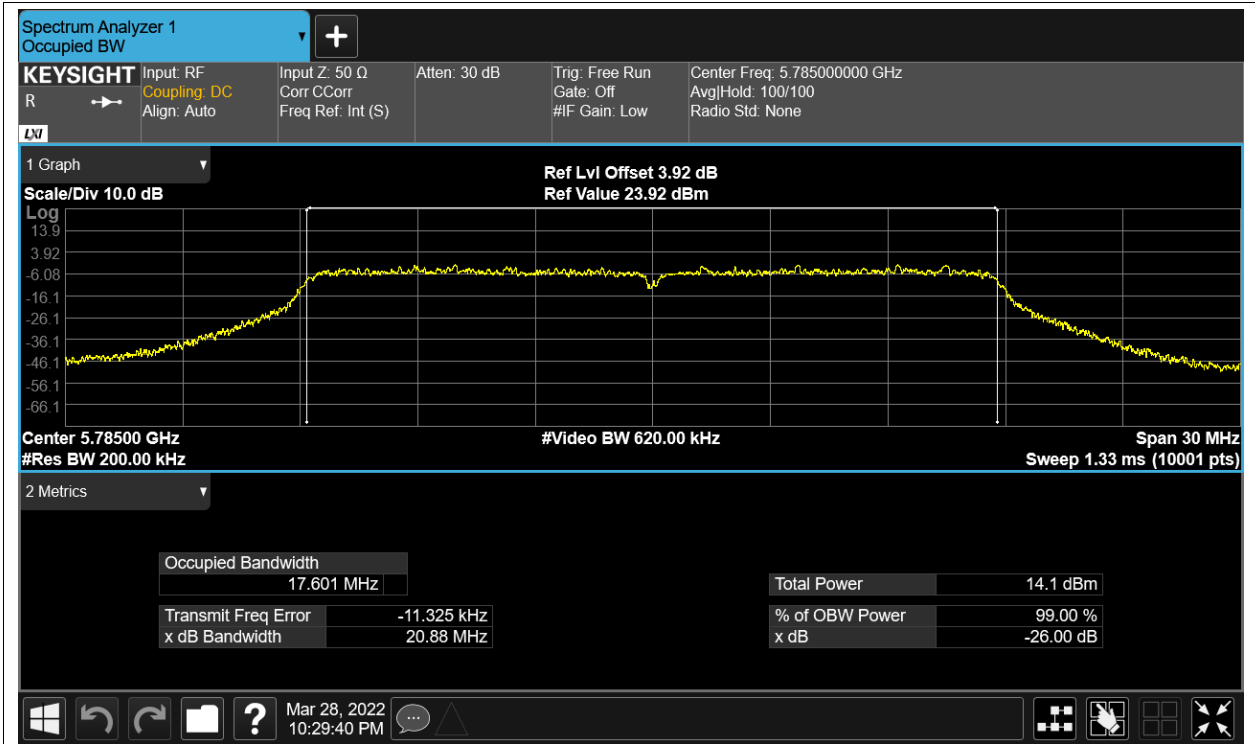 Spectrum Analyzer 1
Occupied BW
KEYSIGHT
R
LXI
Input: RF
Coupling: DC
Align: Auto
Input Z: 50 Ω
Corr CCorr
Freq Ref: Int (S)
Atten: 30 dB
Trig: Free Run
Gate: Off
#IF Gain: Low
Center Freq: 5.785000000 GHz
Avg|Hold: 100/100
Radio Std: None
1 Graph
Scale/Div 10.0 dB
Ref Lvl Offset 3.92 dB
Ref Value 23.92 dBm
Log
13.9
3.92
-6.08
-16.1
-26.1
-36.1
-46.1
-56.1
-66.1
Center 5.78500 GHz
#Video BW 620.00 kHz
Span 30 MHz
#Res BW 200.00 kHz
Sweep 1.33 ms (10001 pts)
2 Metrics
Occupied Bandwidth
17.601 MHz
Total Power 14.1 dBm
Transmit Freq Error -11.325 kHz
% of OBW Power 99.00 %
x dB Bandwidth 20.88 MHz
x dB -26.00 dB
?
Mar 28, 2022
10:29:40 PM